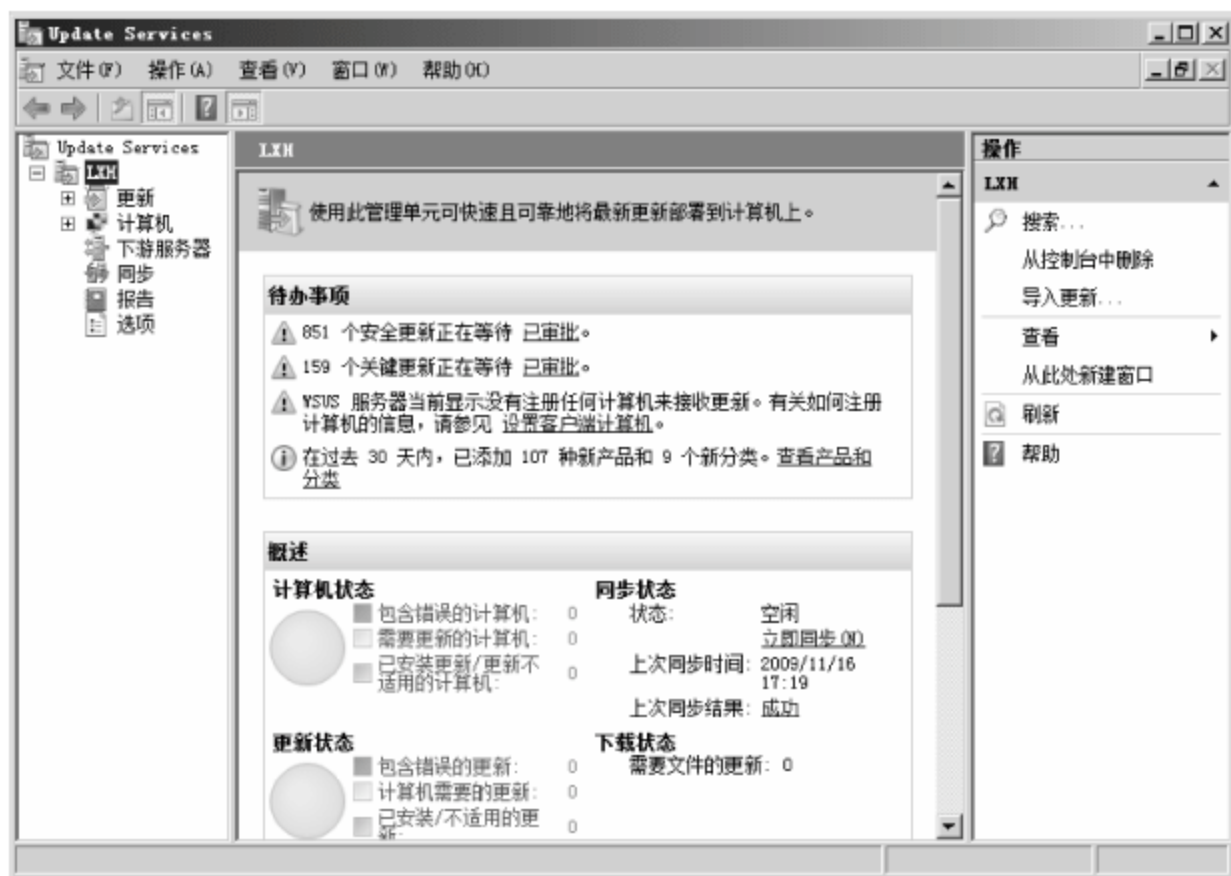 Update Services
文件(F) 操作(A) 查看(V) 窗口(W) 帮助(H)
Update Services
LXH
更新
计算机
下游服务器
同步
报告
选项
LXH
使用此管理单元可快速且可靠地将最新更新部署到计算机上。
待办事项
851 个安全更新正在等待 已审批。
159 个关键更新正在等待 已审批。
WSUS 服务器当前显示没有注册任何计算机来接收更新。有关如何注册
计算机的信息，请参见 设置客户端计算机。
在过去 30 天内，已添加 107 种新产品和 9 个新分类。查看产品和
分类
概述
计算机状态
包含错误的计算机: 0
需要更新的计算机: 0
已安装更新/更新不
适用的计算机: 0
同步状态
状态: 空闲
立即同步(N)
上次同步时间: 2009/11/16
17:19
上次同步结果: 成功
更新状态
包含错误的更新: 0
计算机需要的更新: 0
已安装/不适用的更
新: 0
下载状态
需要文件的更新: 0
操作
LXH
搜索...
从控制台中删除
导入更新...
查看
从此处新建窗口
刷新
帮助